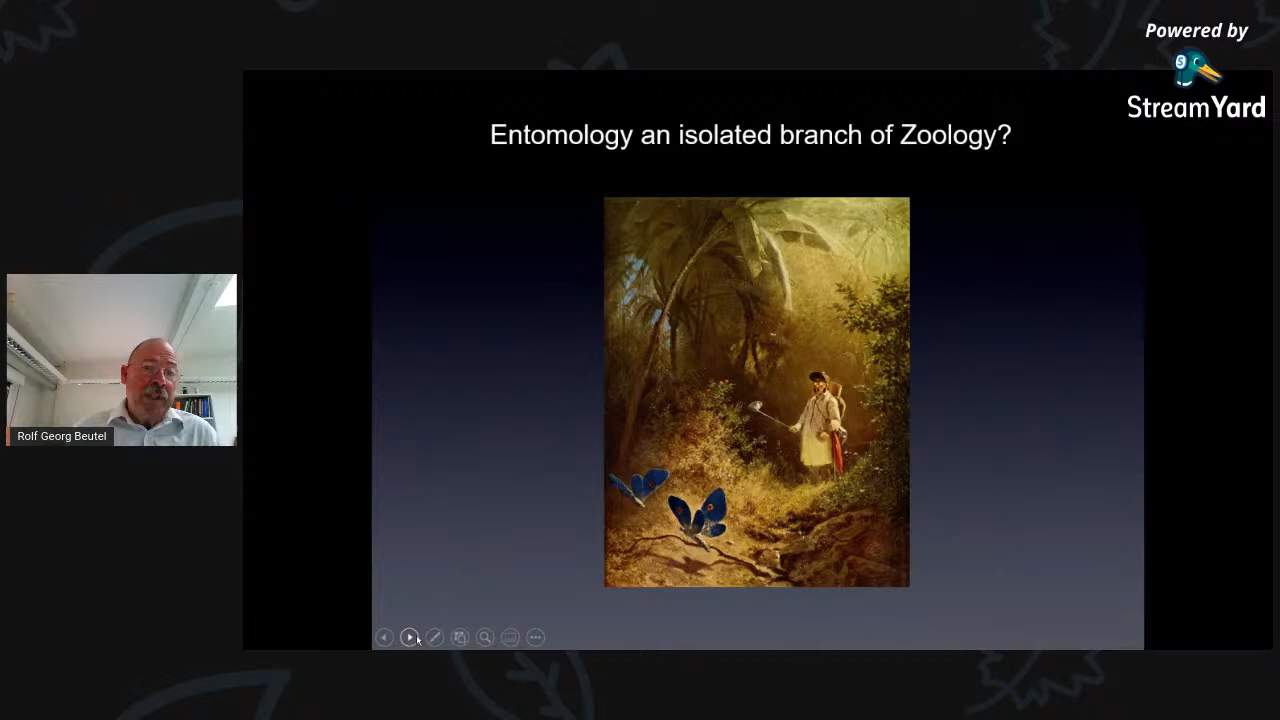 Powered by
StreamYard
Entomology an isolated branch of Zoology?
Rolf Georg Beutel